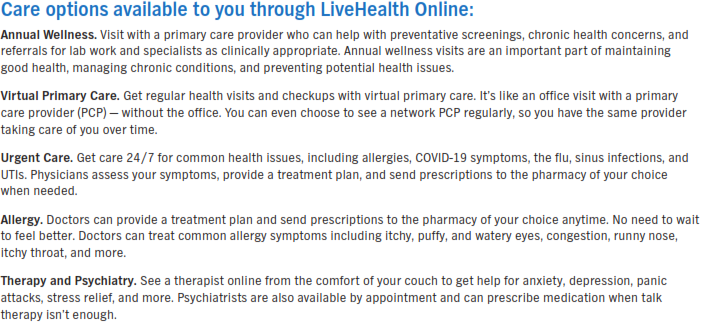 Care options available to you through LiveHealth Online:
Annual Wellness. Visit with a primary care provider who can help with preventative screenings, chronic health concerns, and
referrals for lab work and specialists as clinically appropriate. Annual wellness visits are an important part of maintaining
good health, managing chronic conditions, and preventing potential health issues.
Virtual Primary Care. Get regular health visits and checkups with virtual primary care. It's like an office visit with a primary
care provider (PCP) — without the office. You can even choose to see a network PCP regularly, so you have the same provider
taking care of you over time.
Urgent Care. Get care 24/7 for common health issues, including allergies, COVID-19 symptoms, the flu, sinus infections, and
UTIs. Physicians assess your symptoms, provide a treatment plan, and send prescriptions to the pharmacy of your choice
when needed.
Allergy. Doctors can provide a treatment plan and send prescriptions to the pharmacy of your choice anytime. No need to wait
to feel better. Doctors can treat common allergy symptoms including itchy, puffy, and watery eyes, congestion, runny nose,
itchy throat, and more.
Therapy and Psychiatry. See a therapist online from the comfort of your couch to get help for anxiety, depression, panic
attacks, stress relief, and more. Psychiatrists are also available by appointment and can prescribe medication when talk
therapy isn't enough.